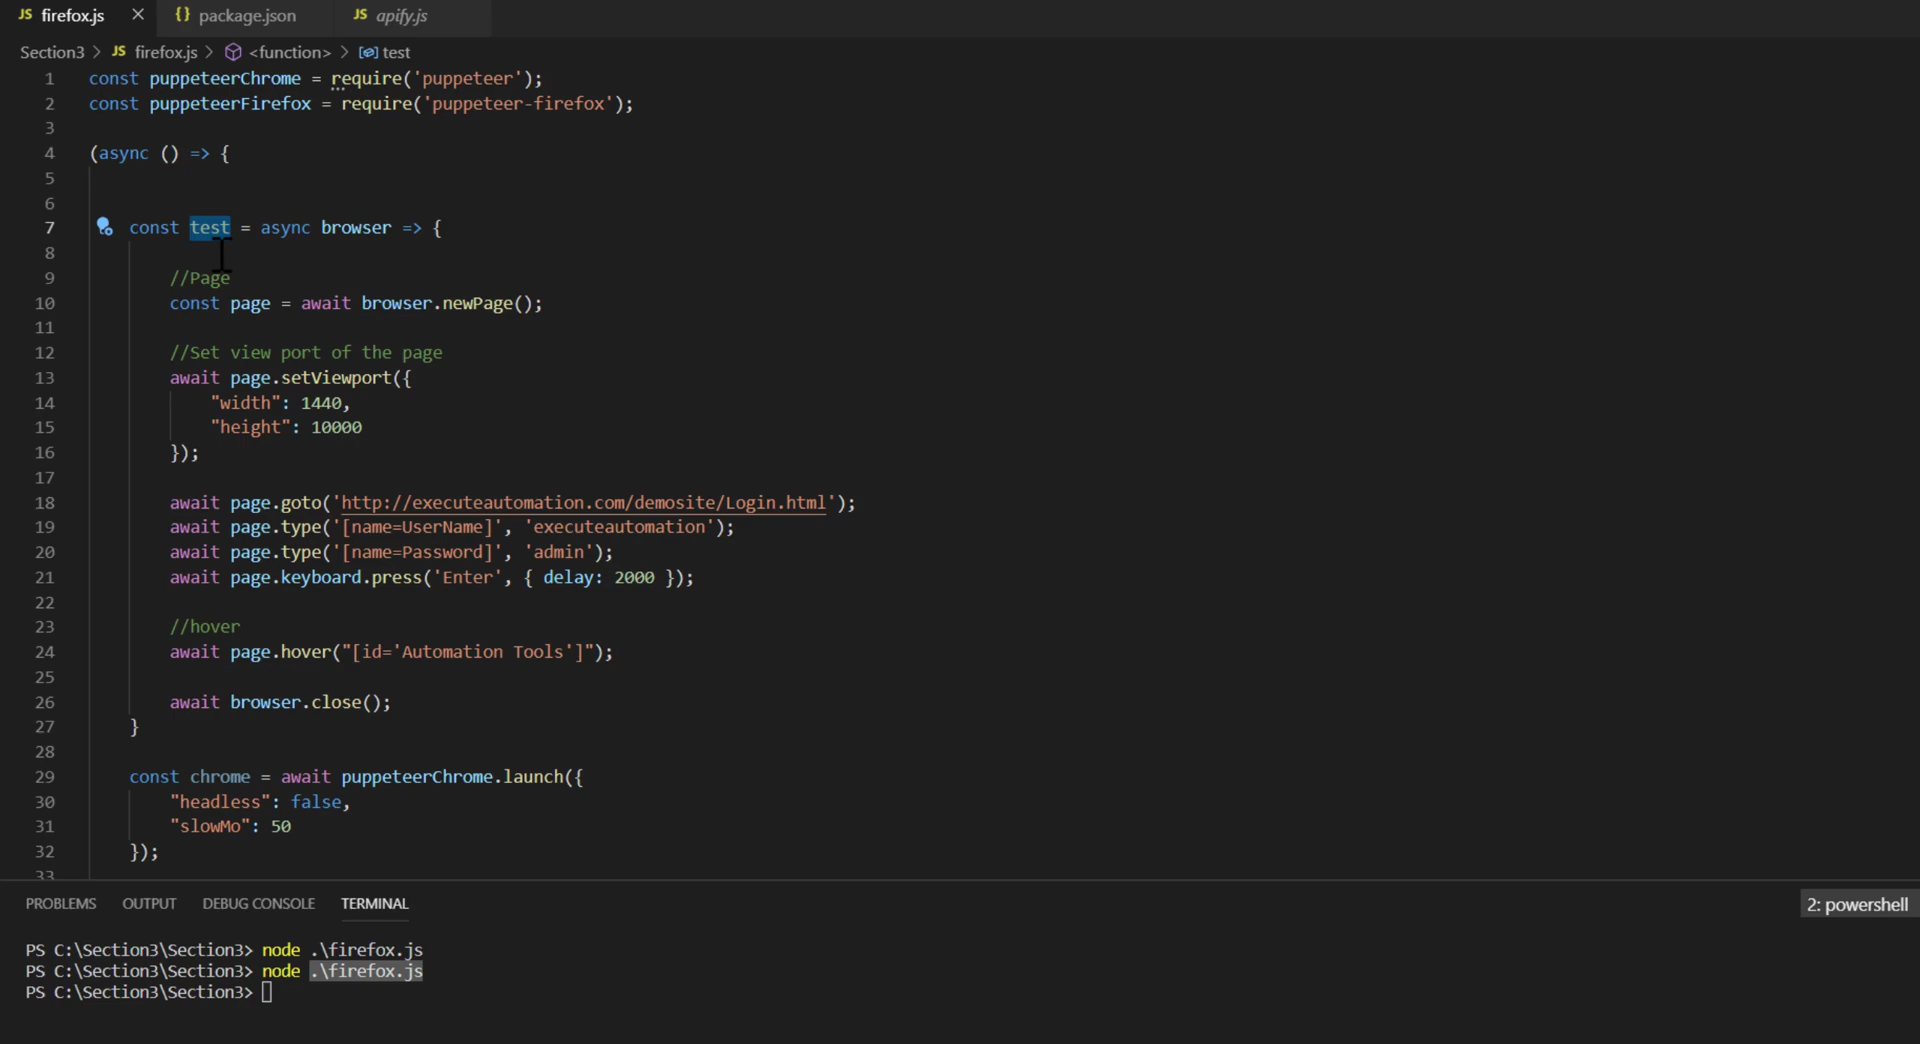 JS firefox.js × {} package.json JS apify.js
Section3 > JS firefox.js > <function> > test
1 const puppeteerChrome = require('puppeteer');
2 const puppeteerFirefox = require('puppeteer-firefox');
3
4 (async () => {
5
6
7 const test = async browser => {
8
9 //Page
10 const page = await browser.newPage();
11
12 //Set view port of the page
13 await page.setViewport({
14 "width": 1440,
15 "height": 10000
16 });
17
18 await page.goto('http://executeautomation.com/demosite/Login.html');
19 await page.type('[name=UserName]', 'executeautomation');
20 await page.type('[name=Password]', 'admin');
21 await page.keyboard.press('Enter', { delay: 2000 });
22
23 //hover
24 await page.hover("[id='Automation Tools']");
25
26 await browser.close();
27 }
28
29 const chrome = await puppeteerChrome.launch({
30 "headless": false,
31 "slowMo": 50
32 });
33
PROBLEMS OUTPUT DEBUG CONSOLE TERMINAL 2: powershell
PS C:\Section3\Section3> node .\firefox.js
PS C:\Section3\Section3> node .\firefox.js
PS C:\Section3\Section3>